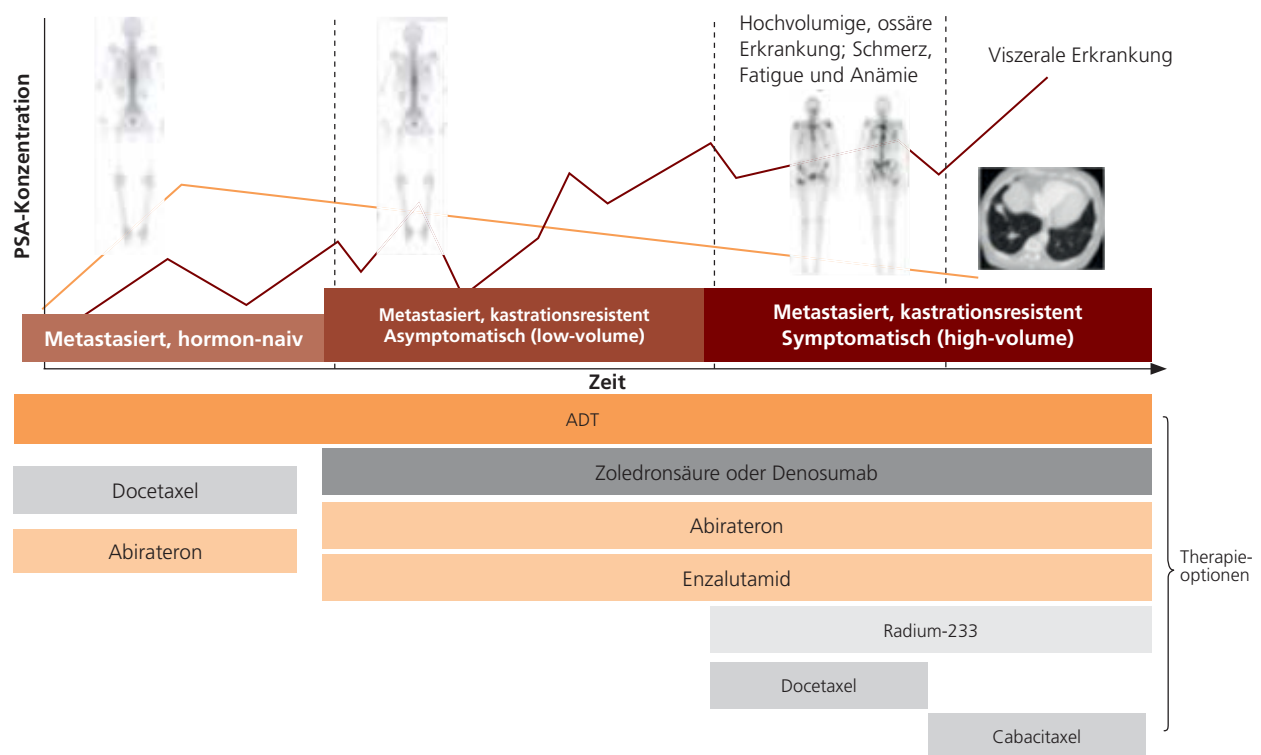 PSA-Konzentration
Hochvolumige, ossäre
Erkrankung; Schmerz,
Fatigue und Anämie
Viszerale Erkrankung
Metastasiert, hormon-naiv
Metastasiert, kastrationsresistent
Asymptomatisch (low-volume)
Metastasiert, kastrationsresistent
Symptomatisch (high-volume)
Zeit
ADT
Docetaxel
Zoledronsäure oder Denosumab
Abirateron
Abirateron
Enzalutamid
Radium-233
Docetaxel
Cabacitaxel
Therapie-
optionen